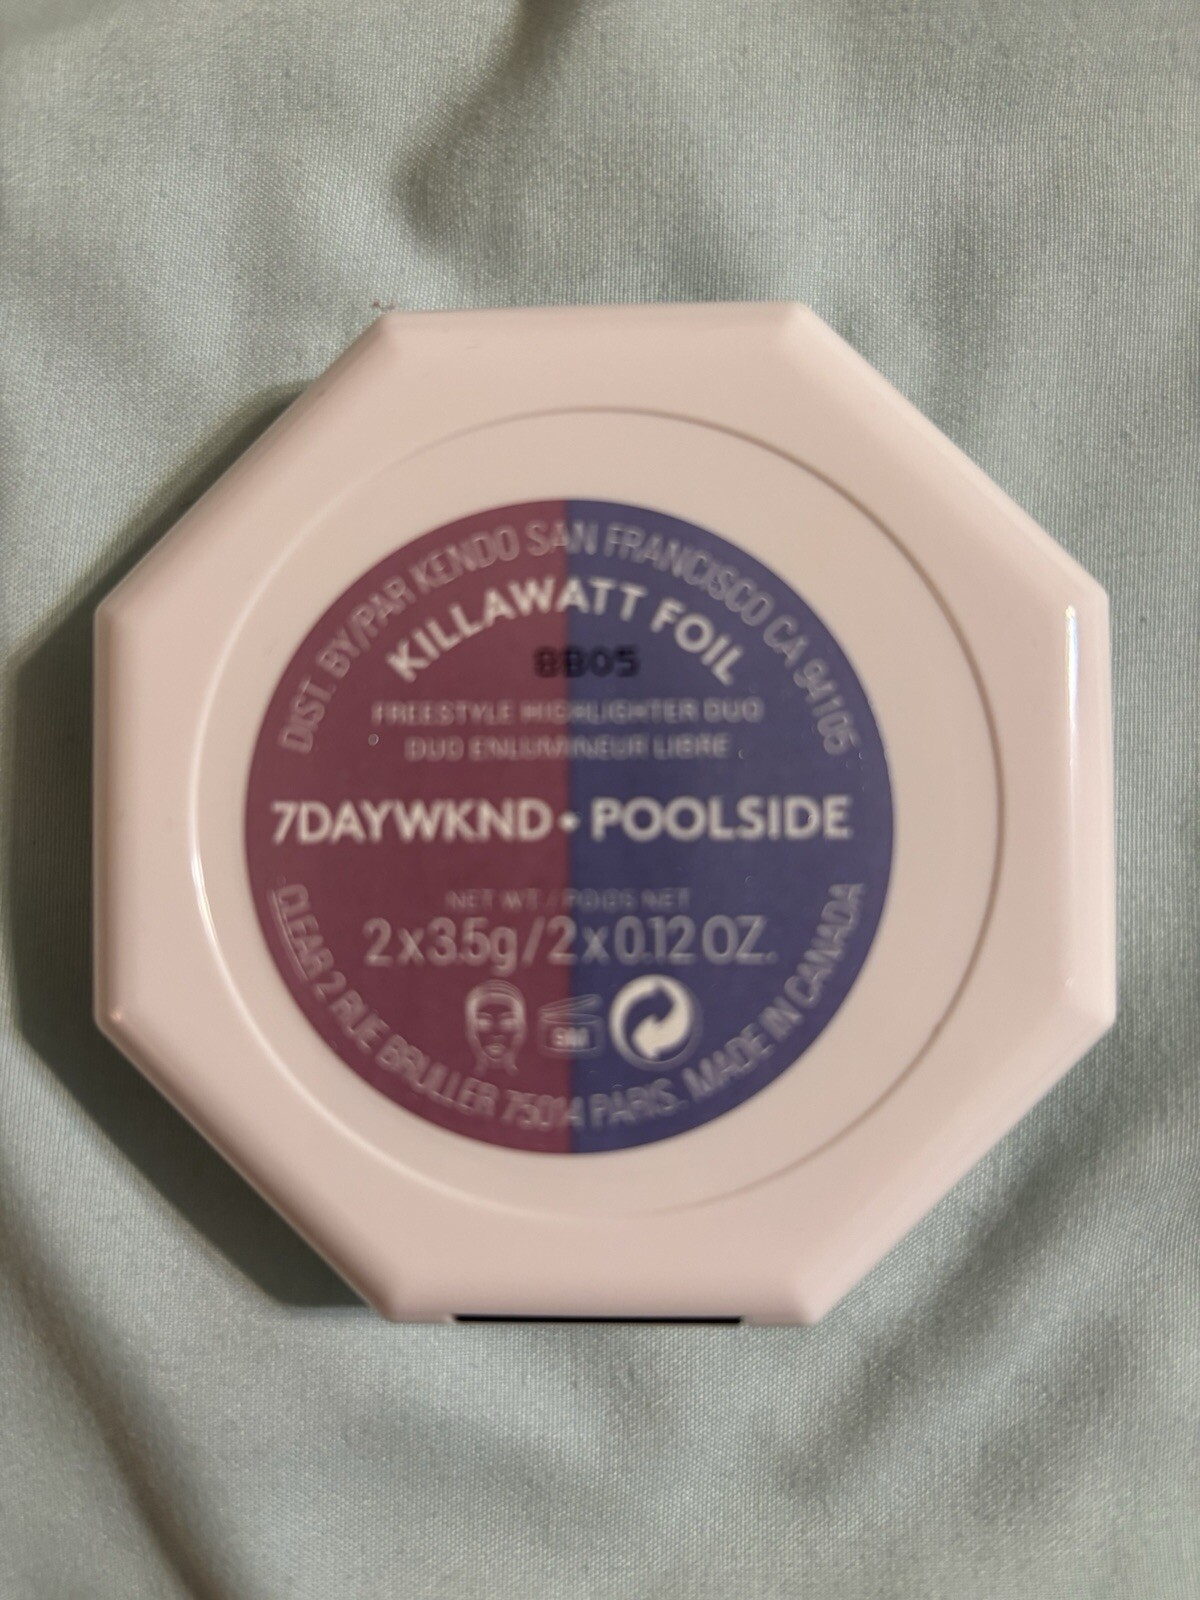 DIST. BY/PAR KENDO SAN FRANCISCO CA 94105
KILLAWATT FOIL
8B05
FREESTYLE HIGHLIGHTER DUO
DUO ENLUMINEUR LIBRE
7DAYWKND • POOLSIDE
NET WT. / POIDS NET
2 x 3.5g / 2 x 0.12 OZ.
9M
CLEAR 2 RUE BRULLER 75014 PARIS. MADE IN CANADA